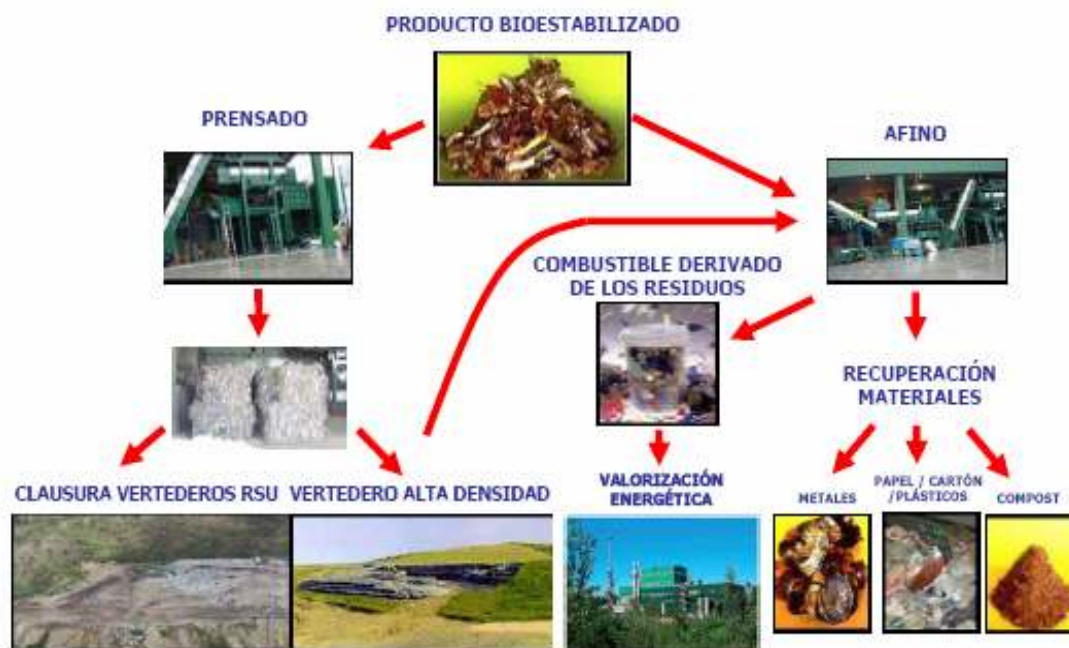 PRODUCTO BIOESTABILIZADO
PRENSADO
AFINO
COMBUSTIBLE DERIVADO
DE LOS RESIDUOS
RECUPERACIÓN
MATERIALES
CLAUSURA VERTEDEROS RSU
VERTEDERO ALTA DENSIDAD
VALORIZACIÓN
ENERGÉTICA
METALES
PAPEL / CARTÓN
/PLÁSTICOS
COMPOST